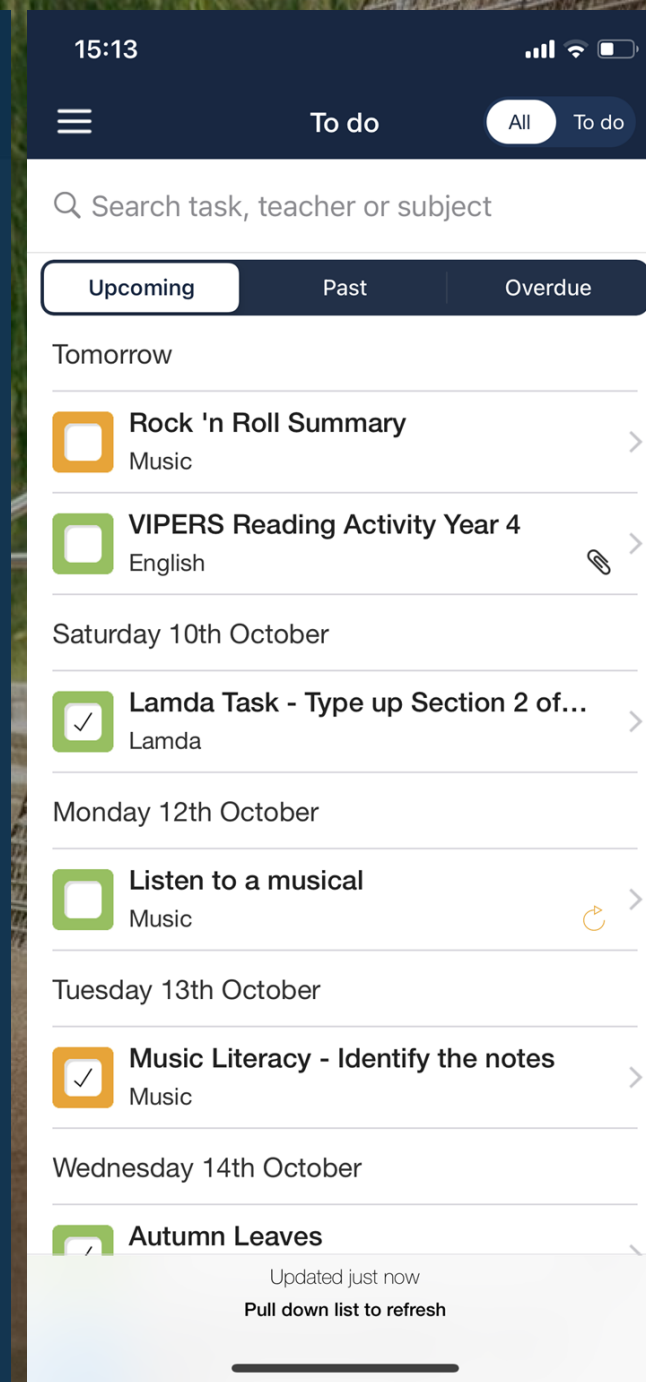 15:13
To do
All
To do
Search task, teacher or subject
Upcoming
Past
Overdue
Tomorrow
Rock 'n Roll Summary
Music
VIPERS Reading Activity Year 4
English
Saturday 10th October
Lamda Task - Type up Section 2 of...
Lamda
Monday 12th October
Listen to a musical
Music
Tuesday 13th October
Music Literacy - Identify the notes
Music
Wednesday 14th October
Autumn Leaves
Updated just now
Pull down list to refresh